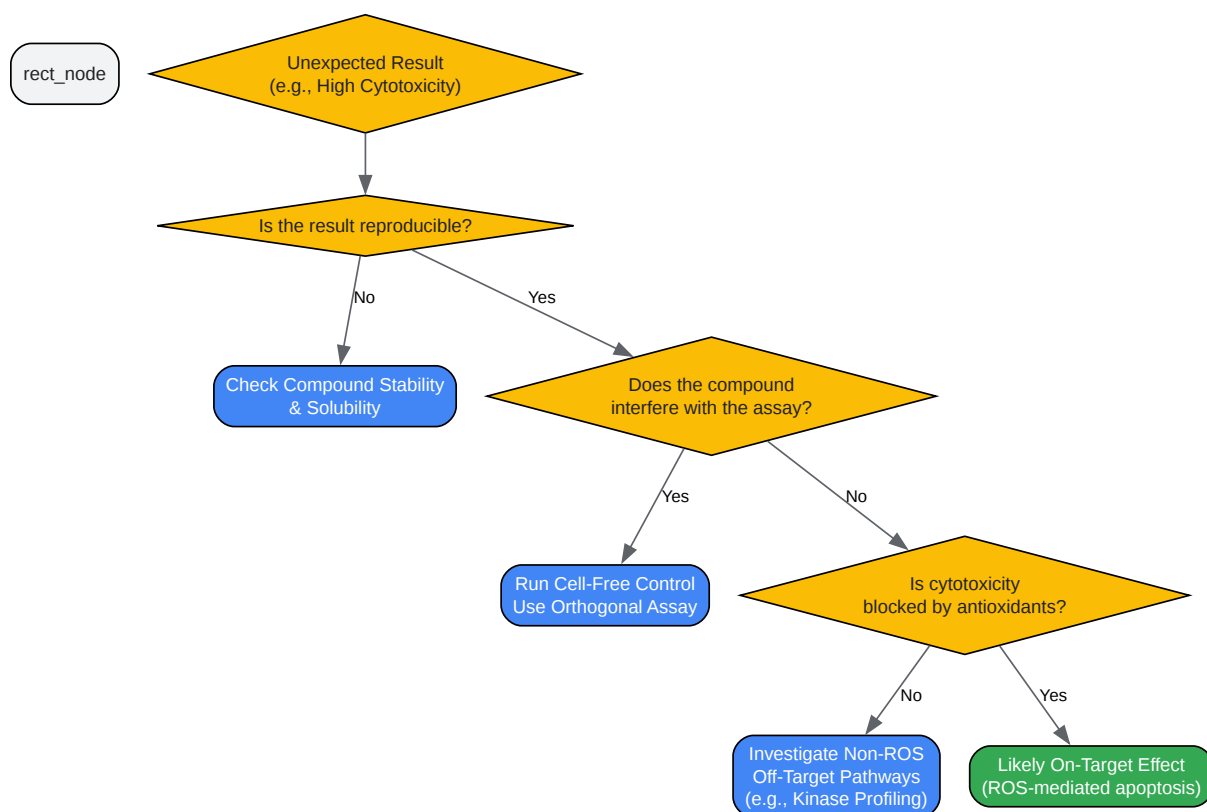 rect_node
Unexpected Result
(e.g., High Cytotoxicity)
Is the result reproducible?
No
Yes
Check Compound Stability
& Solubility
Does the compound
interfere with the assay?
Yes
No
Run Cell-Free Control
Use Orthogonal Assay
Is cytotoxicity
blocked by antioxidants?
No
Yes
Investigate Non-ROS
Off-Target Pathways
(e.g., Kinase Profiling)
Likely On-Target Effect
(ROS-mediated apoptosis)